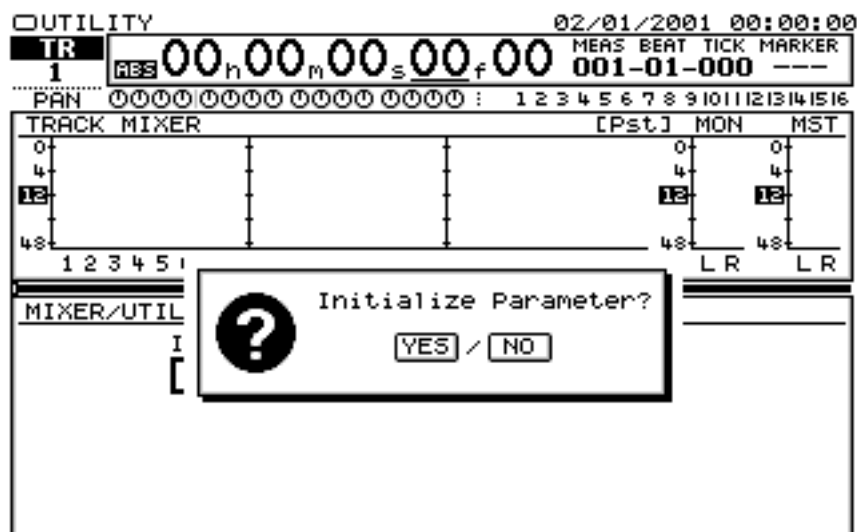 UTILITY 02/01/2001 00:00:00
TR MEAS BEAT TICK MARKER
1 ABS 00h00m00s00f00 001-01-000 ---
PAN 1 2 3 4 5 6 7 8 9 10 11 12 13 14 15 16
TRACK MIXER [Pst] MON MST
0 0 0
4 4 4
12 12 12
48 48 48
1 2 3 4 5 L R L R
Initialize Parameter?
MIXER/UTIL
YES / NO